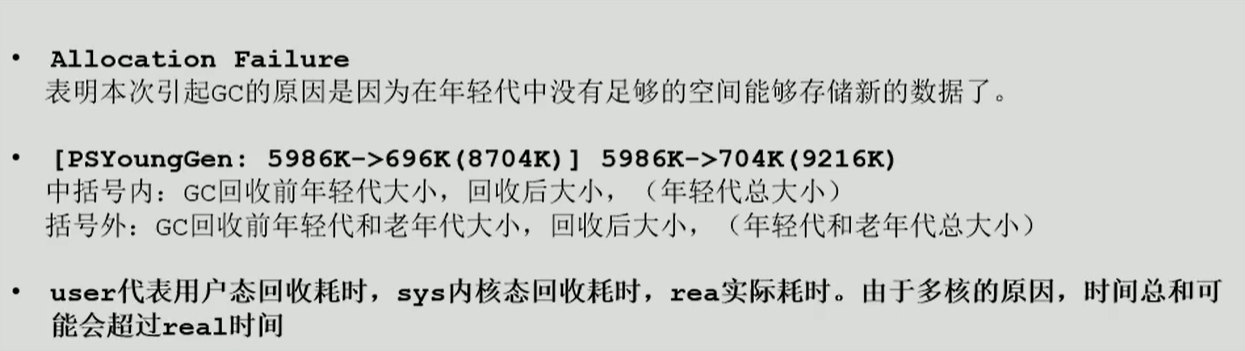 • Allocation Failure
表明本次引起GC的原因是因为在年轻代中没有足够的空间能够存储新的数据了。
• [PSYoungGen: 5986K->696K(8704K)] 5986K->704K(9216K)
中括号内：GC回收前年轻代大小，回收后大小，（年轻代总大小）
括号外：GC回收前年轻代和老年代大小，回收后大小，（年轻代和老年代总大小）
• user代表用户态回收耗时，sys内核态回收耗时，rea实际耗时。由于多核的原因，时间总和可
能会超过real时间